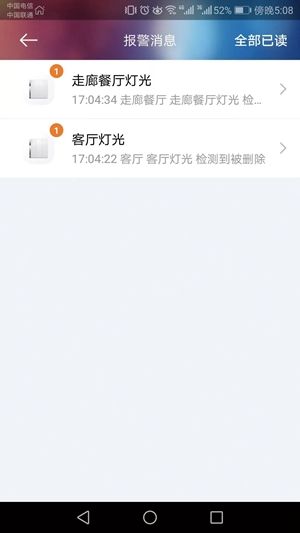 中国电信
中国联通
52% 傍晚5:08
报警消息
全部已读
1
走廊餐厅灯光
17:04:34 走廊餐厅 走廊餐厅灯光 检…
1
客厅灯光
17:04:22 客厅 客厅灯光 检测到被删除